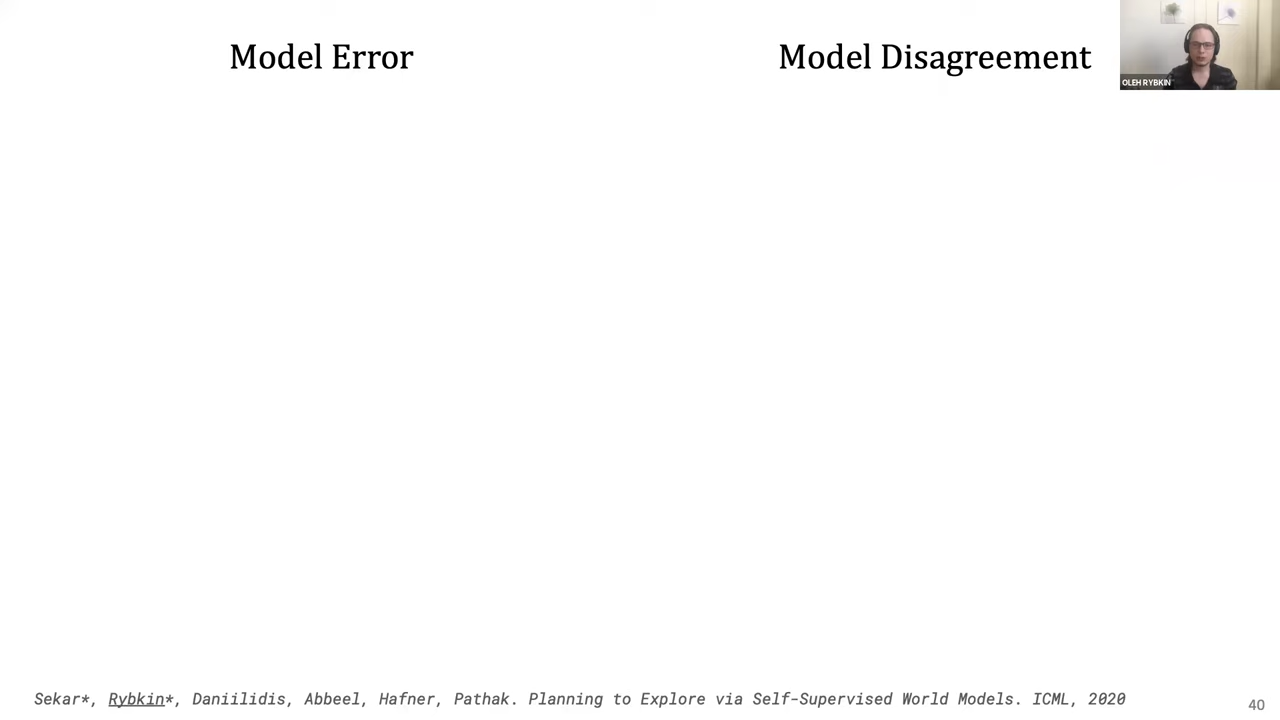 Model Error
Model Disagreement
OLEH RYBKIN
Sekar*, Rybkin*, Daniilidis, Abbeel, Hafner, Pathak. Planning to Explore via Self-Supervised World Models. ICML, 2020
40